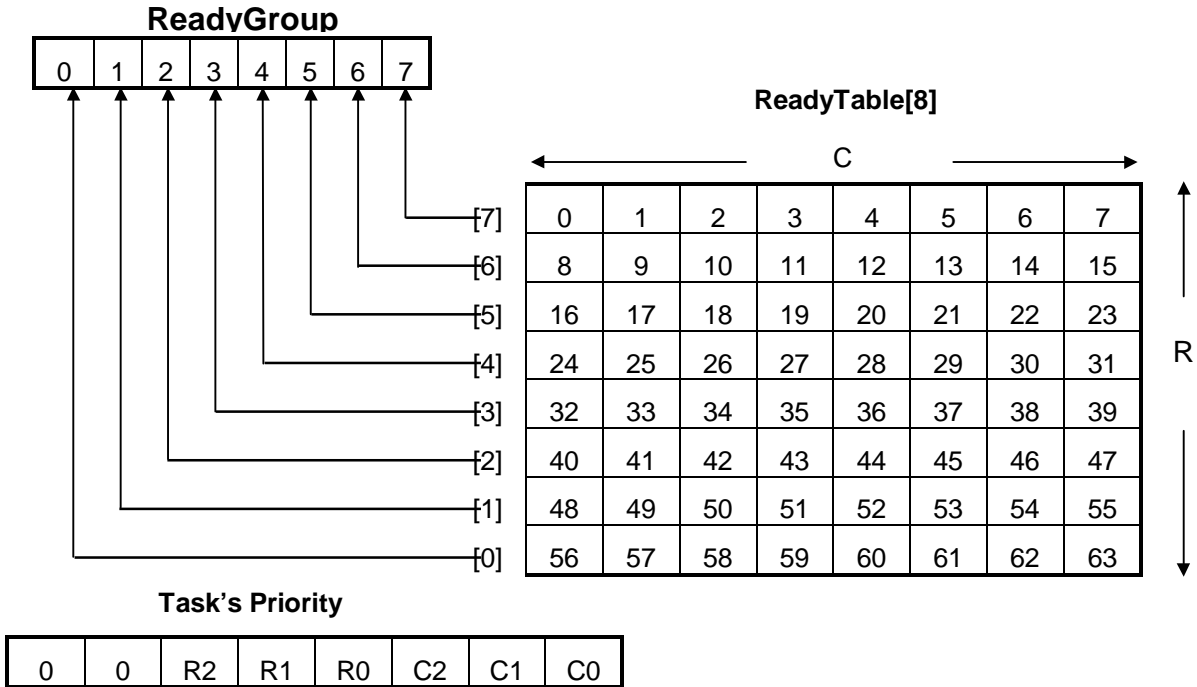 ReadyGroup
0 1 2 3 4 5 6 7
ReadyTable[8]
C
[7] 0 1 2 3 4 5 6 7
[6] 8 9 10 11 12 13 14 15
[5] 16 17 18 19 20 21 22 23
[4] 24 25 26 27 28 29 30 31
R
[3] 32 33 34 35 36 37 38 39
[2] 40 41 42 43 44 45 46 47
[1] 48 49 50 51 52 53 54 55
[0] 56 57 58 59 60 61 62 63
Task's Priority
0 0 R2 R1 R0 C2 C1 C0